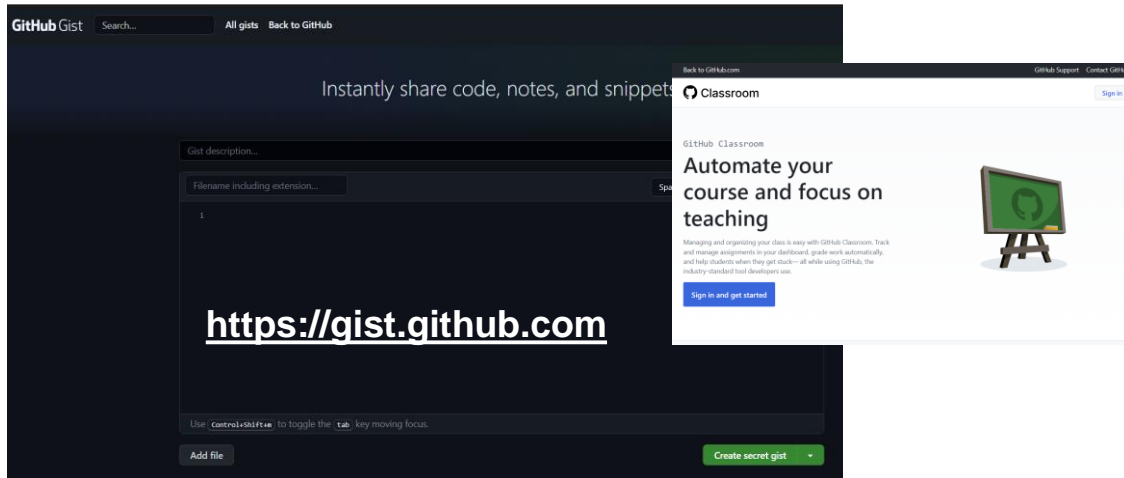 GitHub Gist Search... All gists Back to GitHub
Instantly share code, notes, and snippets
Gist description...
Filename including extension...
1
https://gist.github.com
Use Control+Shift+m to toggle the tab key moving focus.
Add file
Create secret gist
Back to GitHub.com GitHub Support Contact
Classroom Sign in
GitHub Classroom
Automate your
course and focus on
teaching
Managing and organizing your class is easy with GitHub Classroom. Track
and manage assignments in your dashboard, grade work automatically,
and help students when they get stuck— all while using GitHub, the
industry-standard tool developers use.
Sign in and get started